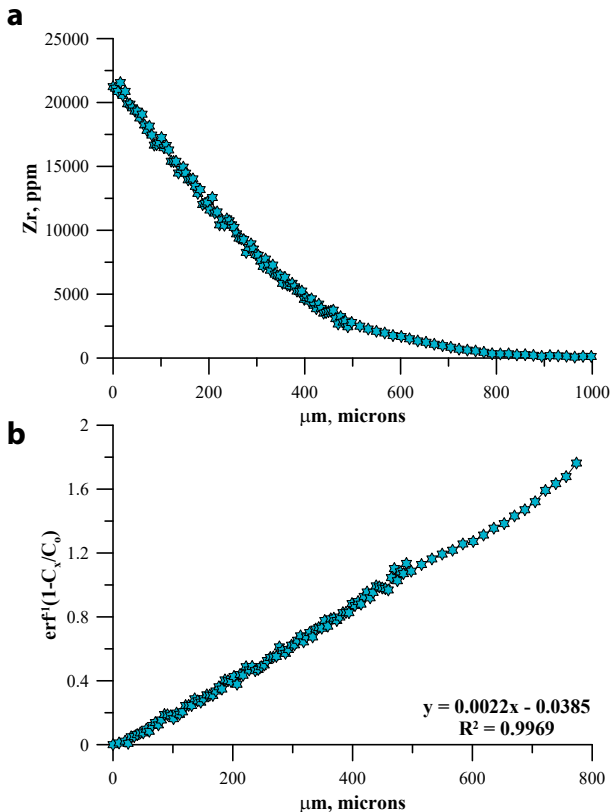 a
25000
20000
15000
10000
5000
0
Zr, ppm
0 200 400 600 800 1000
μm, microns
b
2
1.6
1.2
0.8
0.4
0
erf⁻¹(1-Cₓ/Cₒ)
y = 0.0022x - 0.0385
R² = 0.9969
0 200 400 600 800
μm, microns